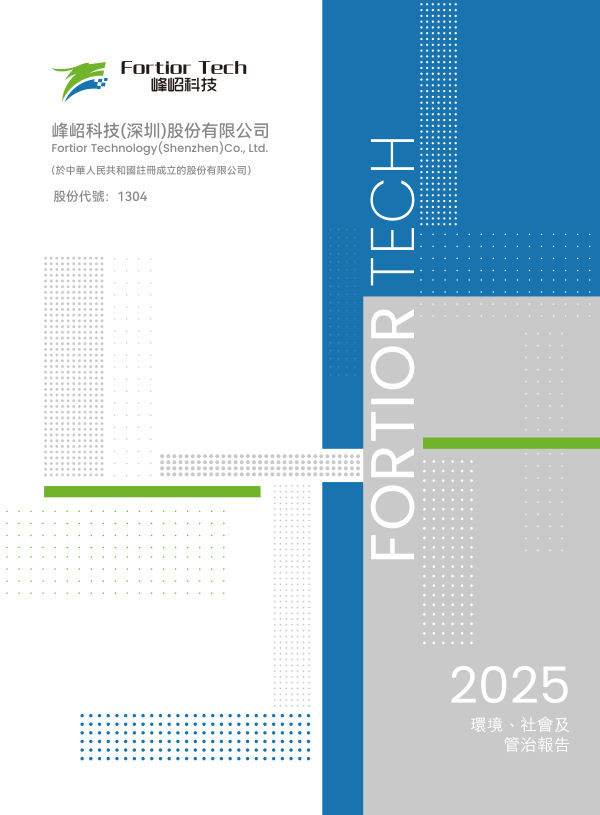 Fortior Tech
峰岹科技
峰岹科技(深圳)股份有限公司
Fortior Technology(Shenzhen)Co., Ltd.
(於中華人民共和國註冊成立的股份有限公司)
股份代號：1304
FORTIOR TECH
2025
環境、社會及
管治報告